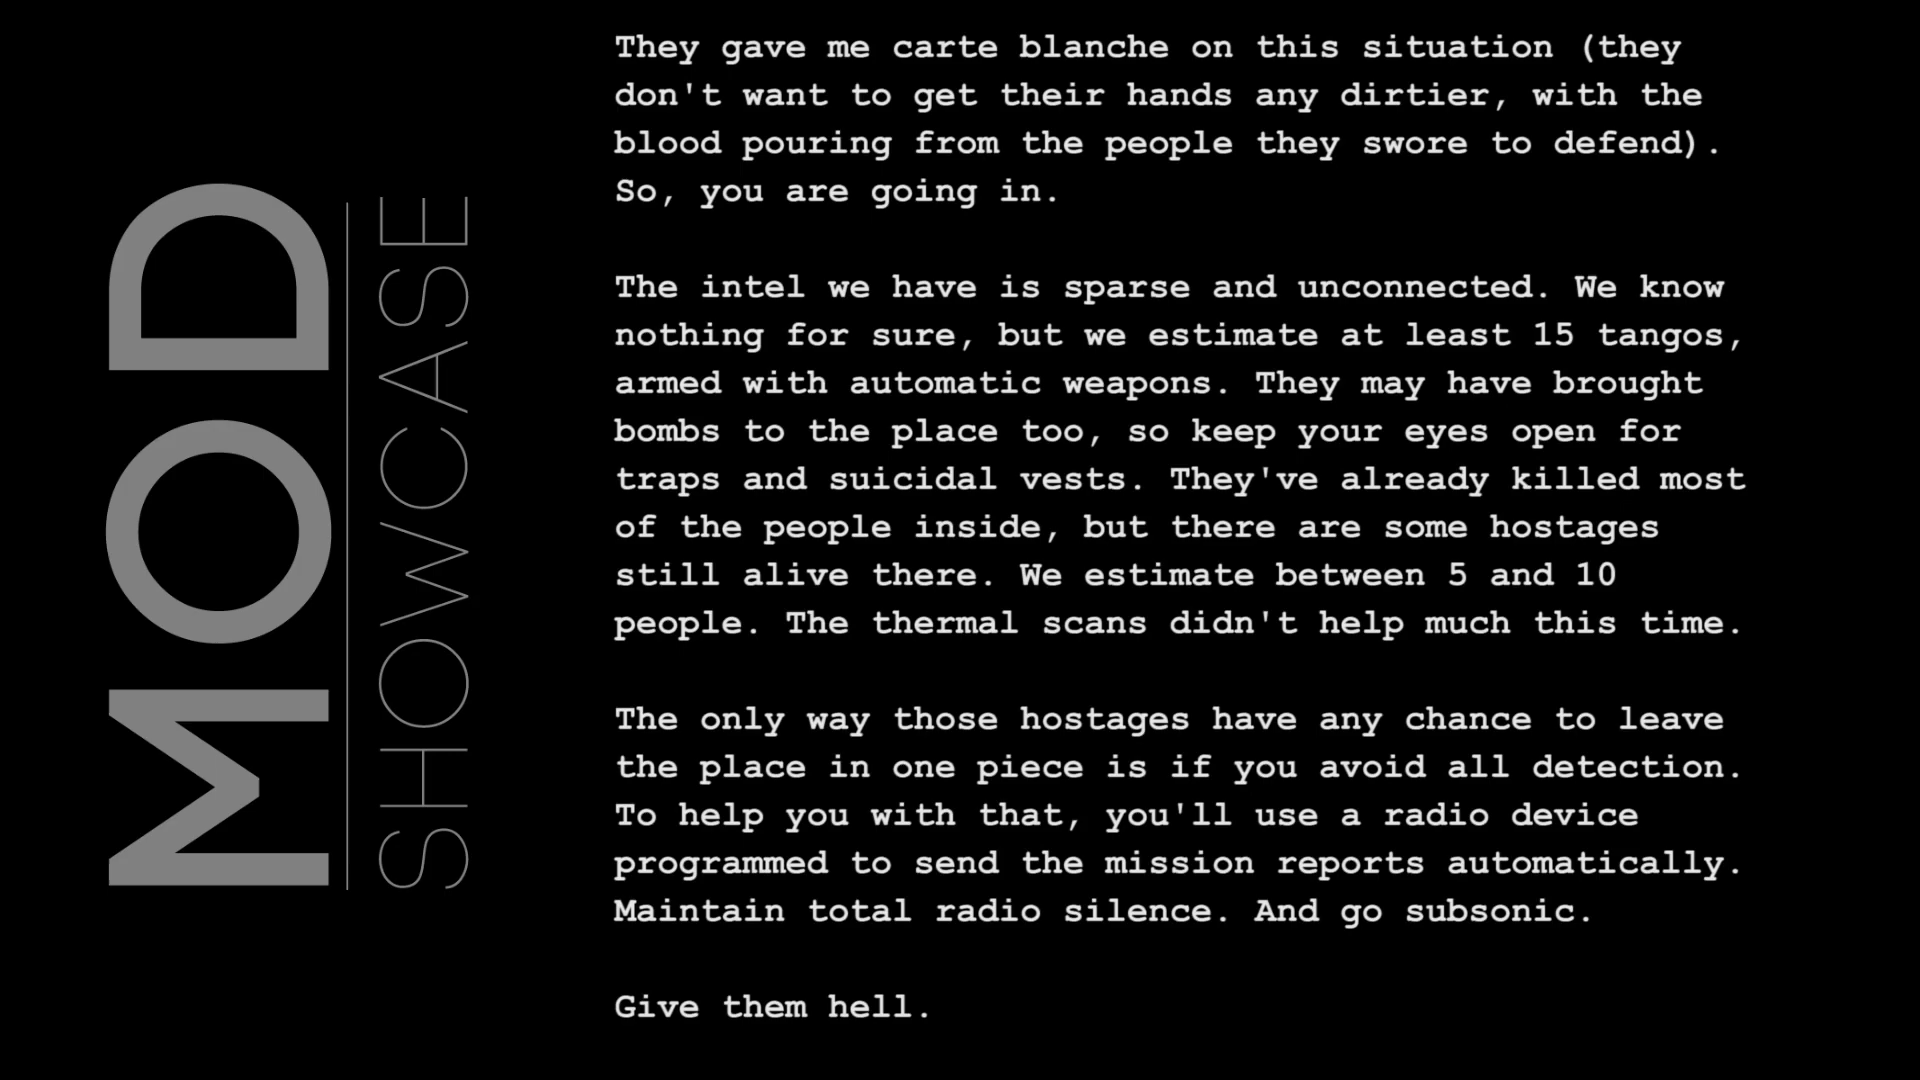 MOD
SHOWCASE
They gave me carte blanche on this situation (they
don't want to get their hands any dirtier, with the
blood pouring from the people they swore to defend).
So, you are going in.
The intel we have is sparse and unconnected. We know
nothing for sure, but we estimate at least 15 tangos,
armed with automatic weapons. They may have brought
bombs to the place too, so keep your eyes open for
traps and suicidal vests. They've already killed most
of the people inside, but there are some hostages
still alive there. We estimate between 5 and 10
people. The thermal scans didn't help much this time.
The only way those hostages have any chance to leave
the place in one piece is if you avoid all detection.
To help you with that, you'll use a radio device
programmed to send the mission reports automatically.
Maintain total radio silence. And go subsonic.
Give them hell.